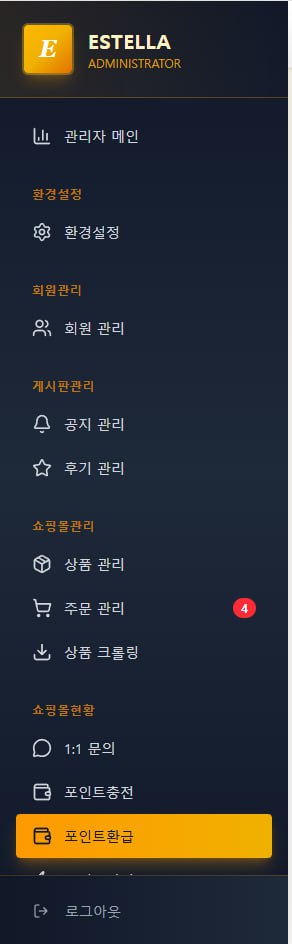 E
ESTELLA
ADMINISTRATOR
관리자 메인
환경설정
환경설정
회원관리
회원 관리
게시판관리
공지 관리
후기 관리
쇼핑몰관리
상품 관리
주문 관리 4
상품 크롤링
쇼핑몰현황
1:1 문의
포인트충전
포인트환급
로그아웃